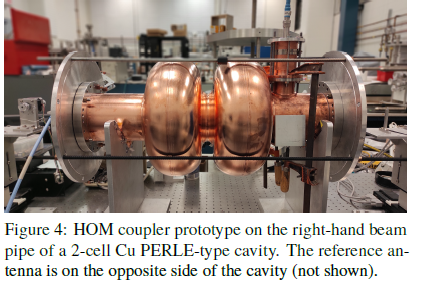 Figure 4: HOM coupler prototype on the right-hand beam
pipe of a 2-cell Cu PERLE-type cavity. The reference an-
tenna is on the opposite side of the cavity (not shown).